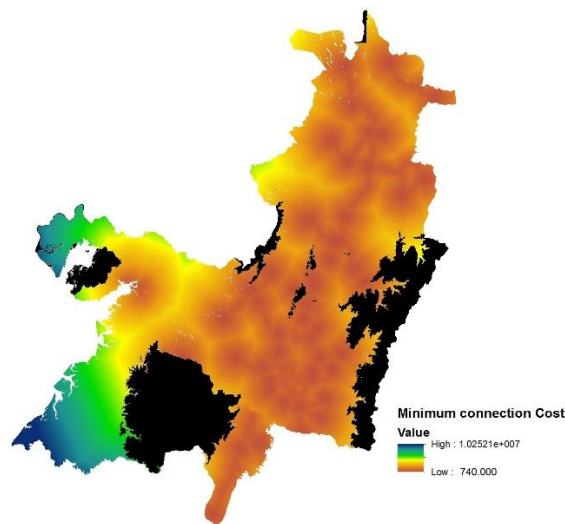 Minimum connection Cost
Value
High : 1.02521e+007
Low : 740.000